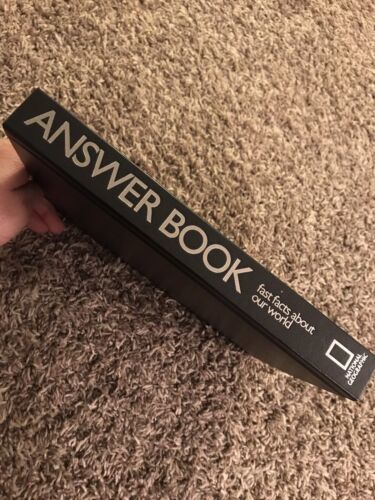 ANSWER BOOK
fast facts about
our world
NATIONAL
GEOGRAPHIC